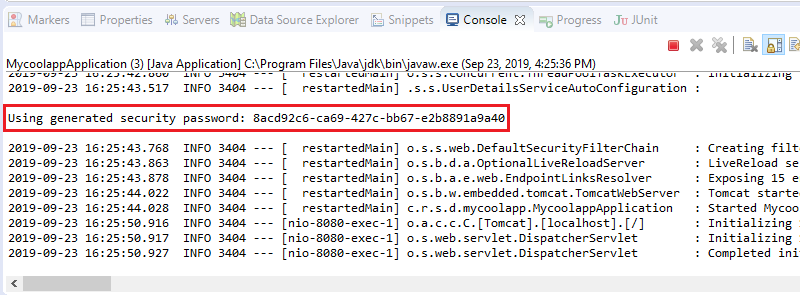 Markers Properties Servers Data Source Explorer Snippets Console Progress JUnit
MycoolappApplication (3) [Java Application] C:\Program Files\Java\jdk\bin\javaw.exe (Sep 23, 2019, 4:25:36 PM)
2019-09-23 16:25:42.860 INFO 3404 --- [ restartedMain] o.s.s.concurrent.ThreadPoolTaskExecutor : Initializing
2019-09-23 16:25:43.517 INFO 3404 --- [ restartedMain] .s.s.UserDetailsServiceAutoConfiguration :
Using generated security password: 8acd92c6-ca69-427c-bb67-e2b8891a9a40
2019-09-23 16:25:43.768 INFO 3404 --- [ restartedMain] o.s.s.web.DefaultSecurityFilterChain : Creating filt
2019-09-23 16:25:43.863 INFO 3404 --- [ restartedMain] o.s.b.d.a.OptionalLiveReloadServer : LiveReload se
2019-09-23 16:25:43.878 INFO 3404 --- [ restartedMain] o.s.b.a.e.web.EndpointLinksResolver : Exposing 15 e
2019-09-23 16:25:44.022 INFO 3404 --- [ restartedMain] o.s.b.w.embedded.tomcat.TomcatWebServer : Tomcat starte
2019-09-23 16:25:44.028 INFO 3404 --- [ restartedMain] c.r.s.d.mycoolapp.MycoolappApplication : Started Mycoo
2019-09-23 16:25:50.916 INFO 3404 --- [nio-8080-exec-1] o.a.c.c.C.[Tomcat].[localhost].[/] : Initializing
2019-09-23 16:25:50.917 INFO 3404 --- [nio-8080-exec-1] o.s.web.servlet.DispatcherServlet : Initializing
2019-09-23 16:25:50.927 INFO 3404 --- [nio-8080-exec-1] o.s.web.servlet.DispatcherServlet : Completed ini